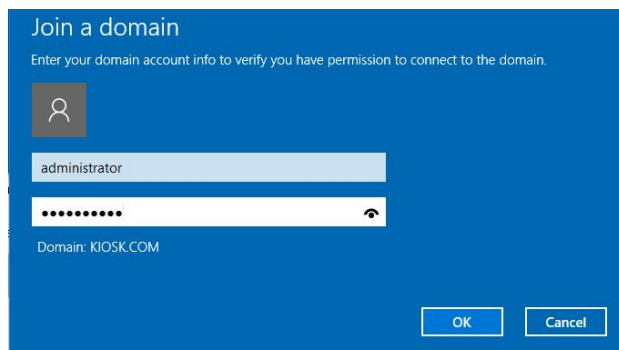 Join a domain
Enter your domain account info to verify you have permission to connect to the domain.
administrator
••••••••••
Domain: KIOSK.COM
OK
Cancel